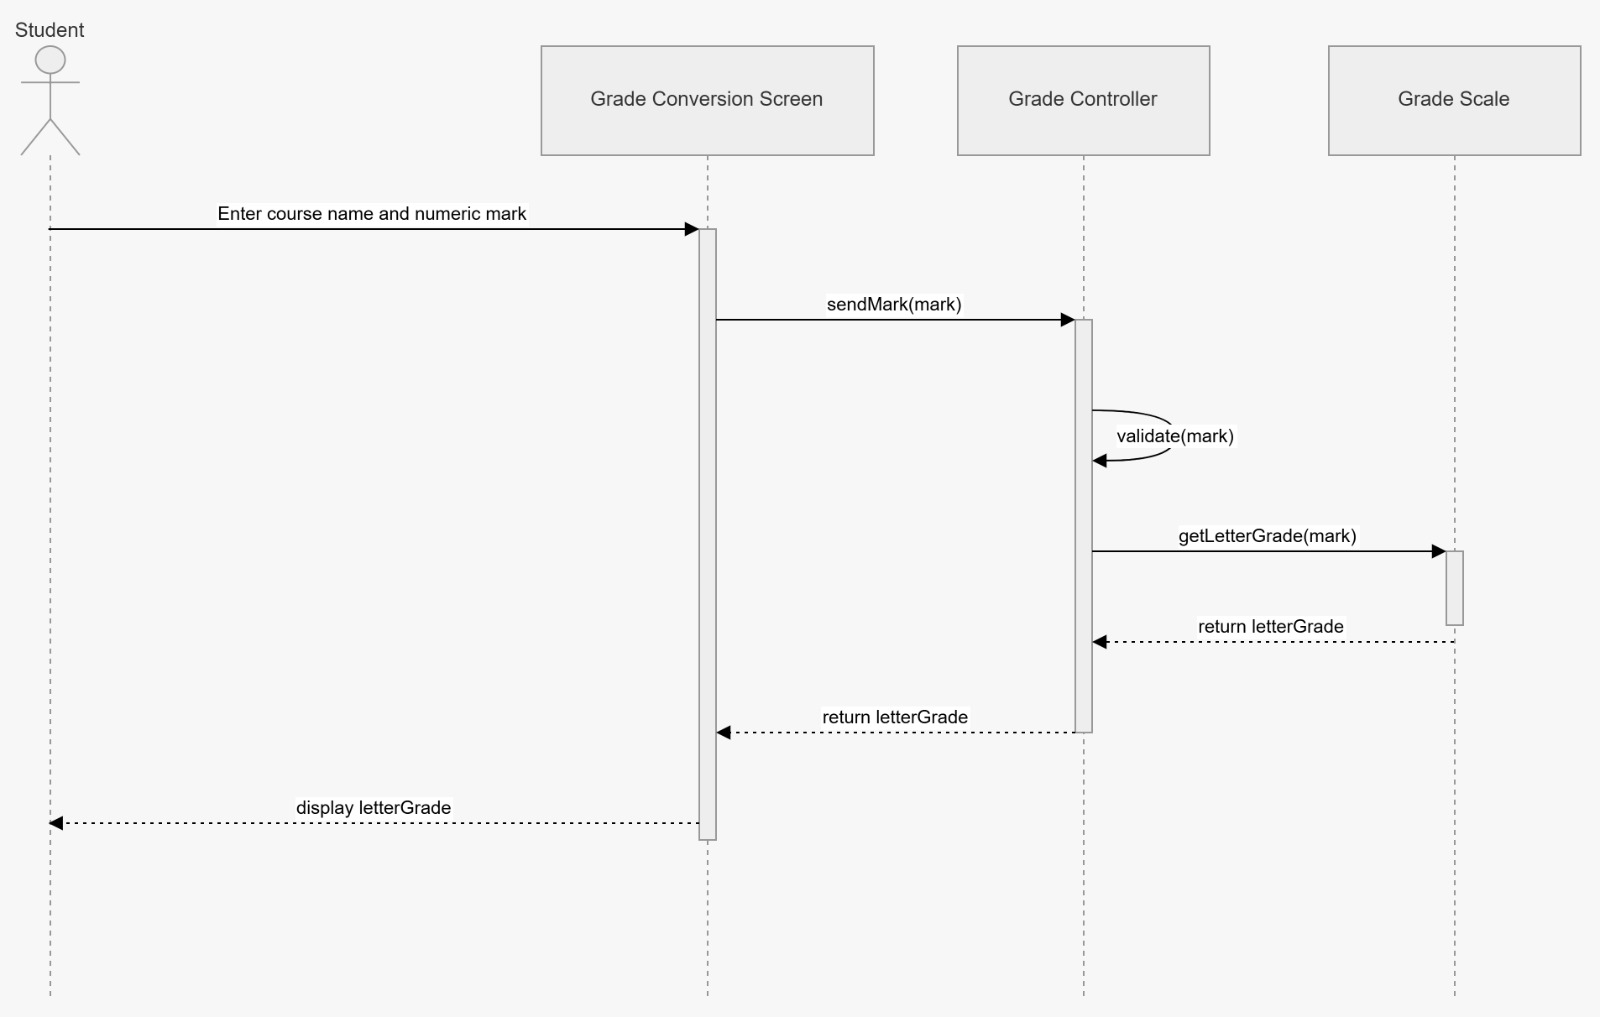 Student
Grade Conversion Screen
Grade Controller
Grade Scale
Enter course name and numeric mark
sendMark(mark)
validate(mark)
getLetterGrade(mark)
return letterGrade
return letterGrade
display letterGrade